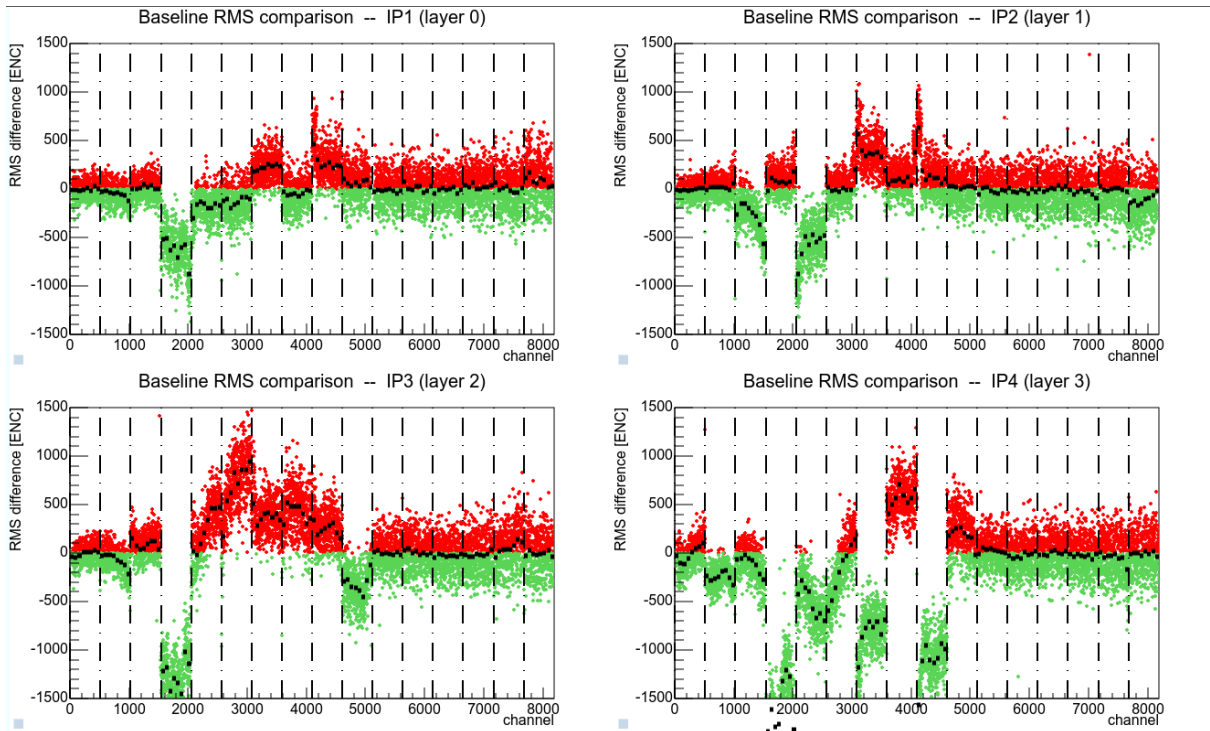 Baseline RMS comparison -- IP1 (layer 0)
RMS difference [ENC]
1500
1000
500
0
-500
-1000
-1500
0 1000 2000 3000 4000 5000 6000 7000 8000
channel
Baseline RMS comparison -- IP2 (layer 1)
RMS difference [ENC]
1500
1000
500
0
-500
-1000
-1500
0 1000 2000 3000 4000 5000 6000 7000 8000
channel
Baseline RMS comparison -- IP3 (layer 2)
RMS difference [ENC]
1500
1000
500
0
-500
-1000
-1500
0 1000 2000 3000 4000 5000 6000 7000 8000
channel
Baseline RMS comparison -- IP4 (layer 3)
RMS difference [ENC]
1500
1000
500
0
-500
-1000
-1500
0 1000 2000 3000 4000 5000 6000 7000 8000
channel